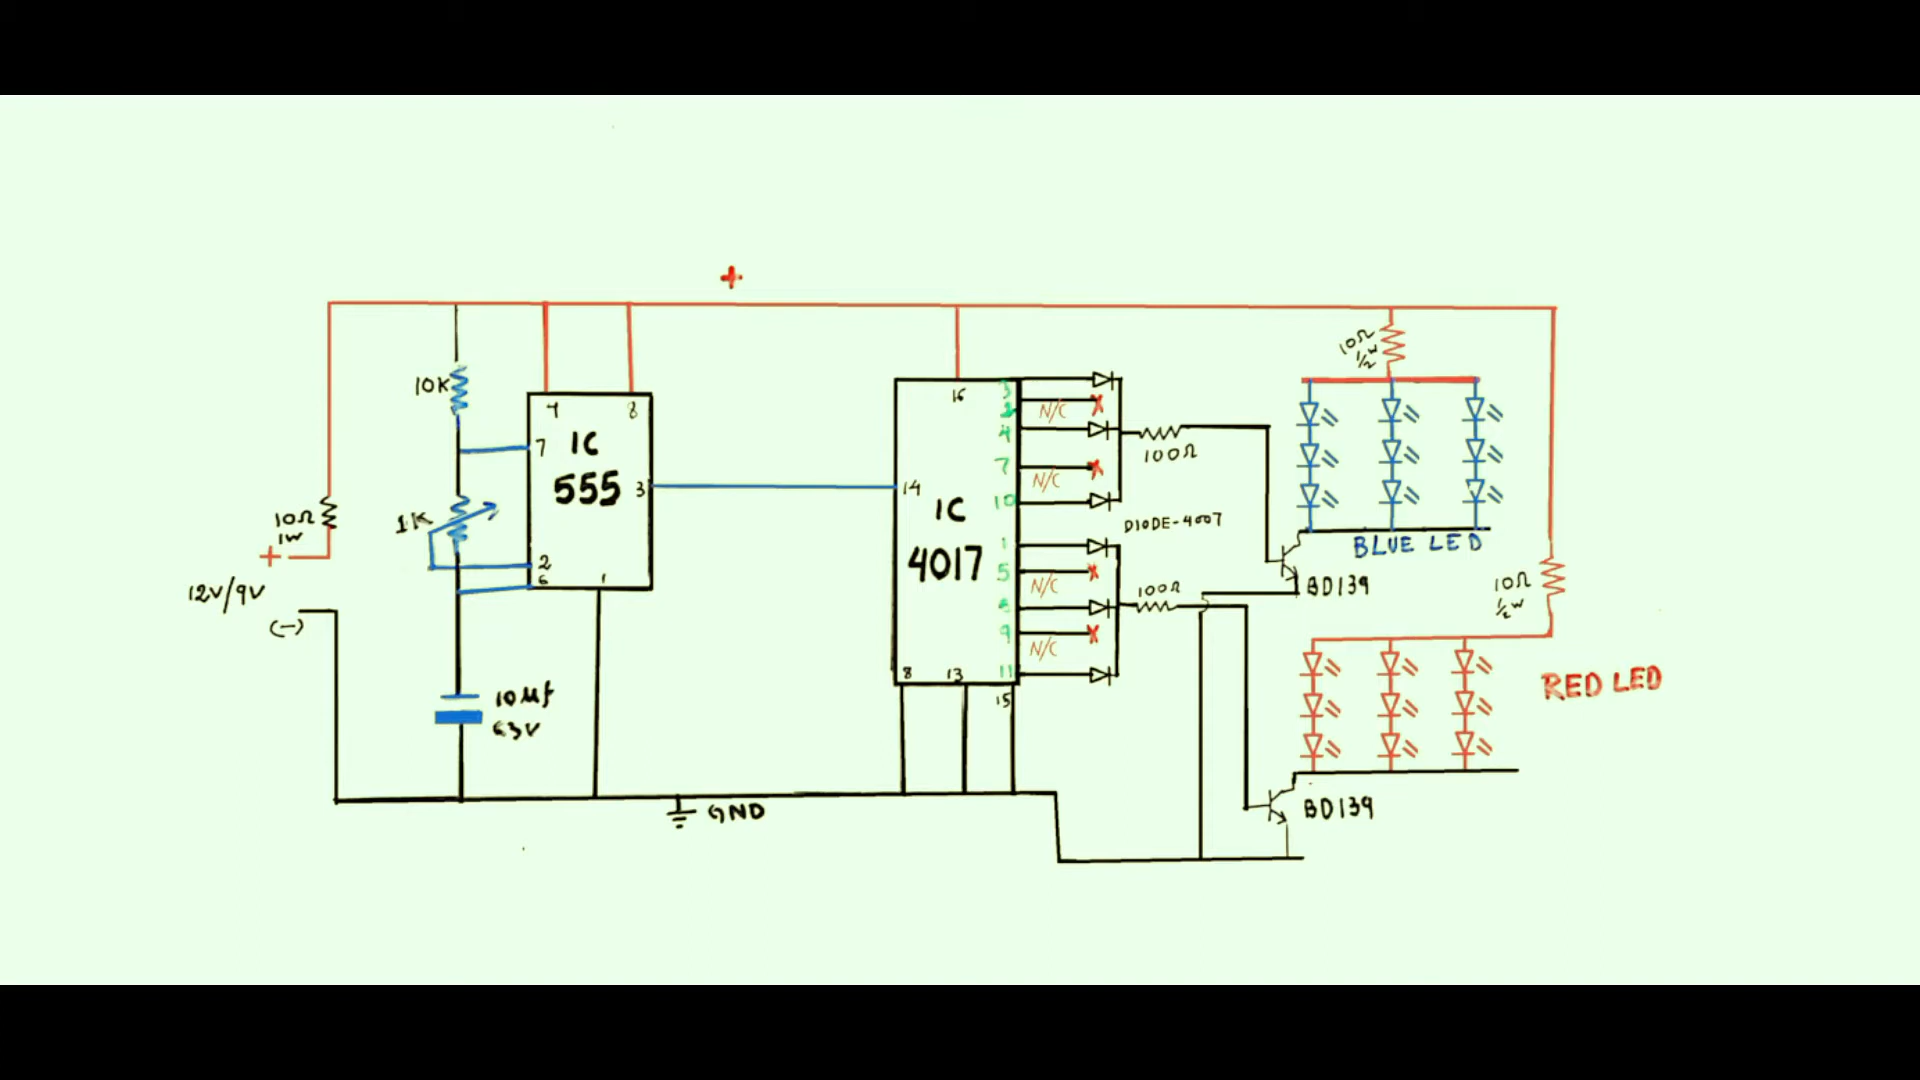 +
10K
4
8
7
IC
555
3
1K
2
6
1
10Ω
1W
+
12V/9V
(-)
10µf
63V
GND
16
3
2
4
7
10
14
IC
4017
1
5
6
9
11
8
13
15
N/C
N/C
N/C
N/C
100Ω
DIODE-4007
100Ω
10Ω
1/2W
BLUE LED
BD139
10Ω
1/2W
RED LED
BD139